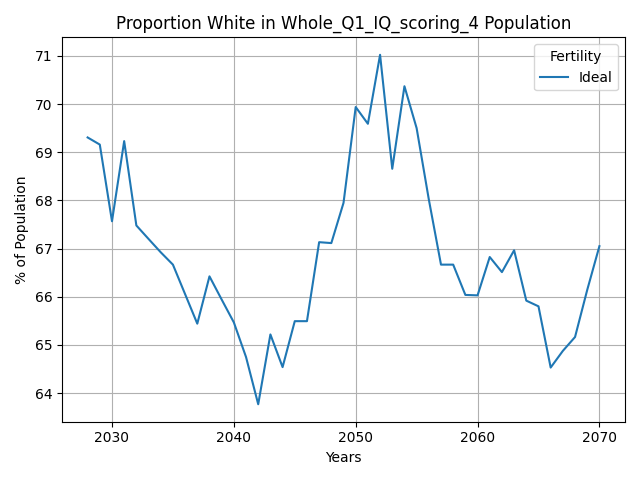 Proportion White in Whole_Q1_IQ_scoring_4 Population
Fertility
Ideal
71
70
69
68
67
66
65
64
% of Population
2030 2040 2050 2060 2070
Years